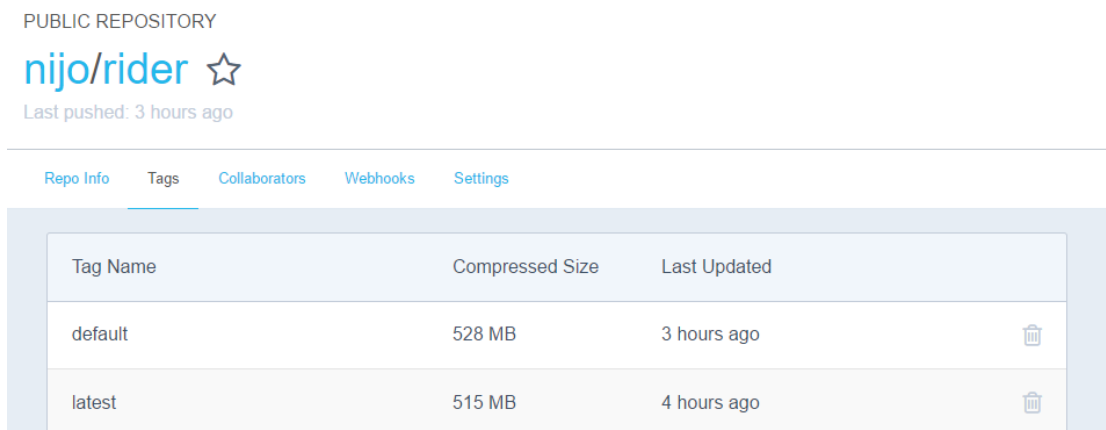 PUBLIC REPOSITORY
nijo/rider
Last pushed: 3 hours ago
Repo Info Tags Collaborators Webhooks Settings
Tag Name Compressed Size Last Updated
default 528 MB 3 hours ago
latest 515 MB 4 hours ago